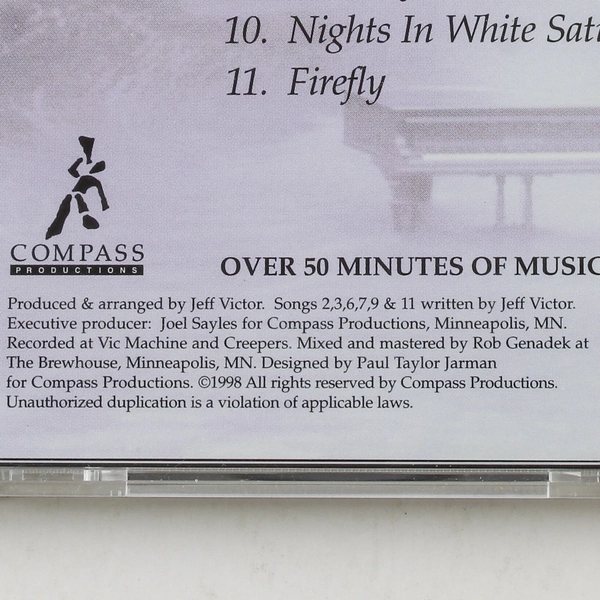 10. Nights In White
11. Firefly
COMPASS
PRODUCTIONS
OVER 50 MINUTES OF MUSIC
Produced & arranged by Jeff Victor. Songs 2,3,6,7,9 & 11 written by Jeff Victor.
Executive producer: Joel Sayles for Compass Productions, Minneapolis, MN.
Recorded at Vic Machine and Creepers. Mixed and mastered by Rob Genadek at
The Brewhouse, Minneapolis, MN. Designed by Paul Taylor Jarman
for Compass Productions. ©1998 All rights reserved by Compass Productions.
Unauthorized duplication is a violation of applicable laws.